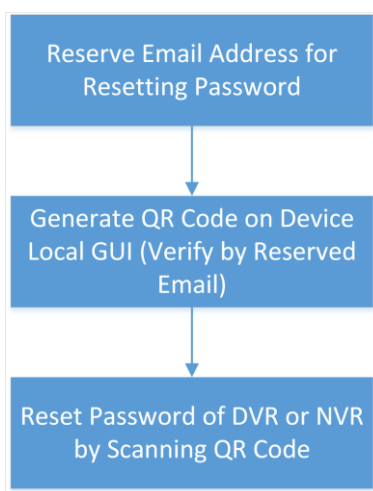 Reserve Email Address for
Resetting Password
Generate QR Code on Device
Local GUI (Verify by Reserved
Email)
Reset Password of DVR or NVR
by Scanning QR Code